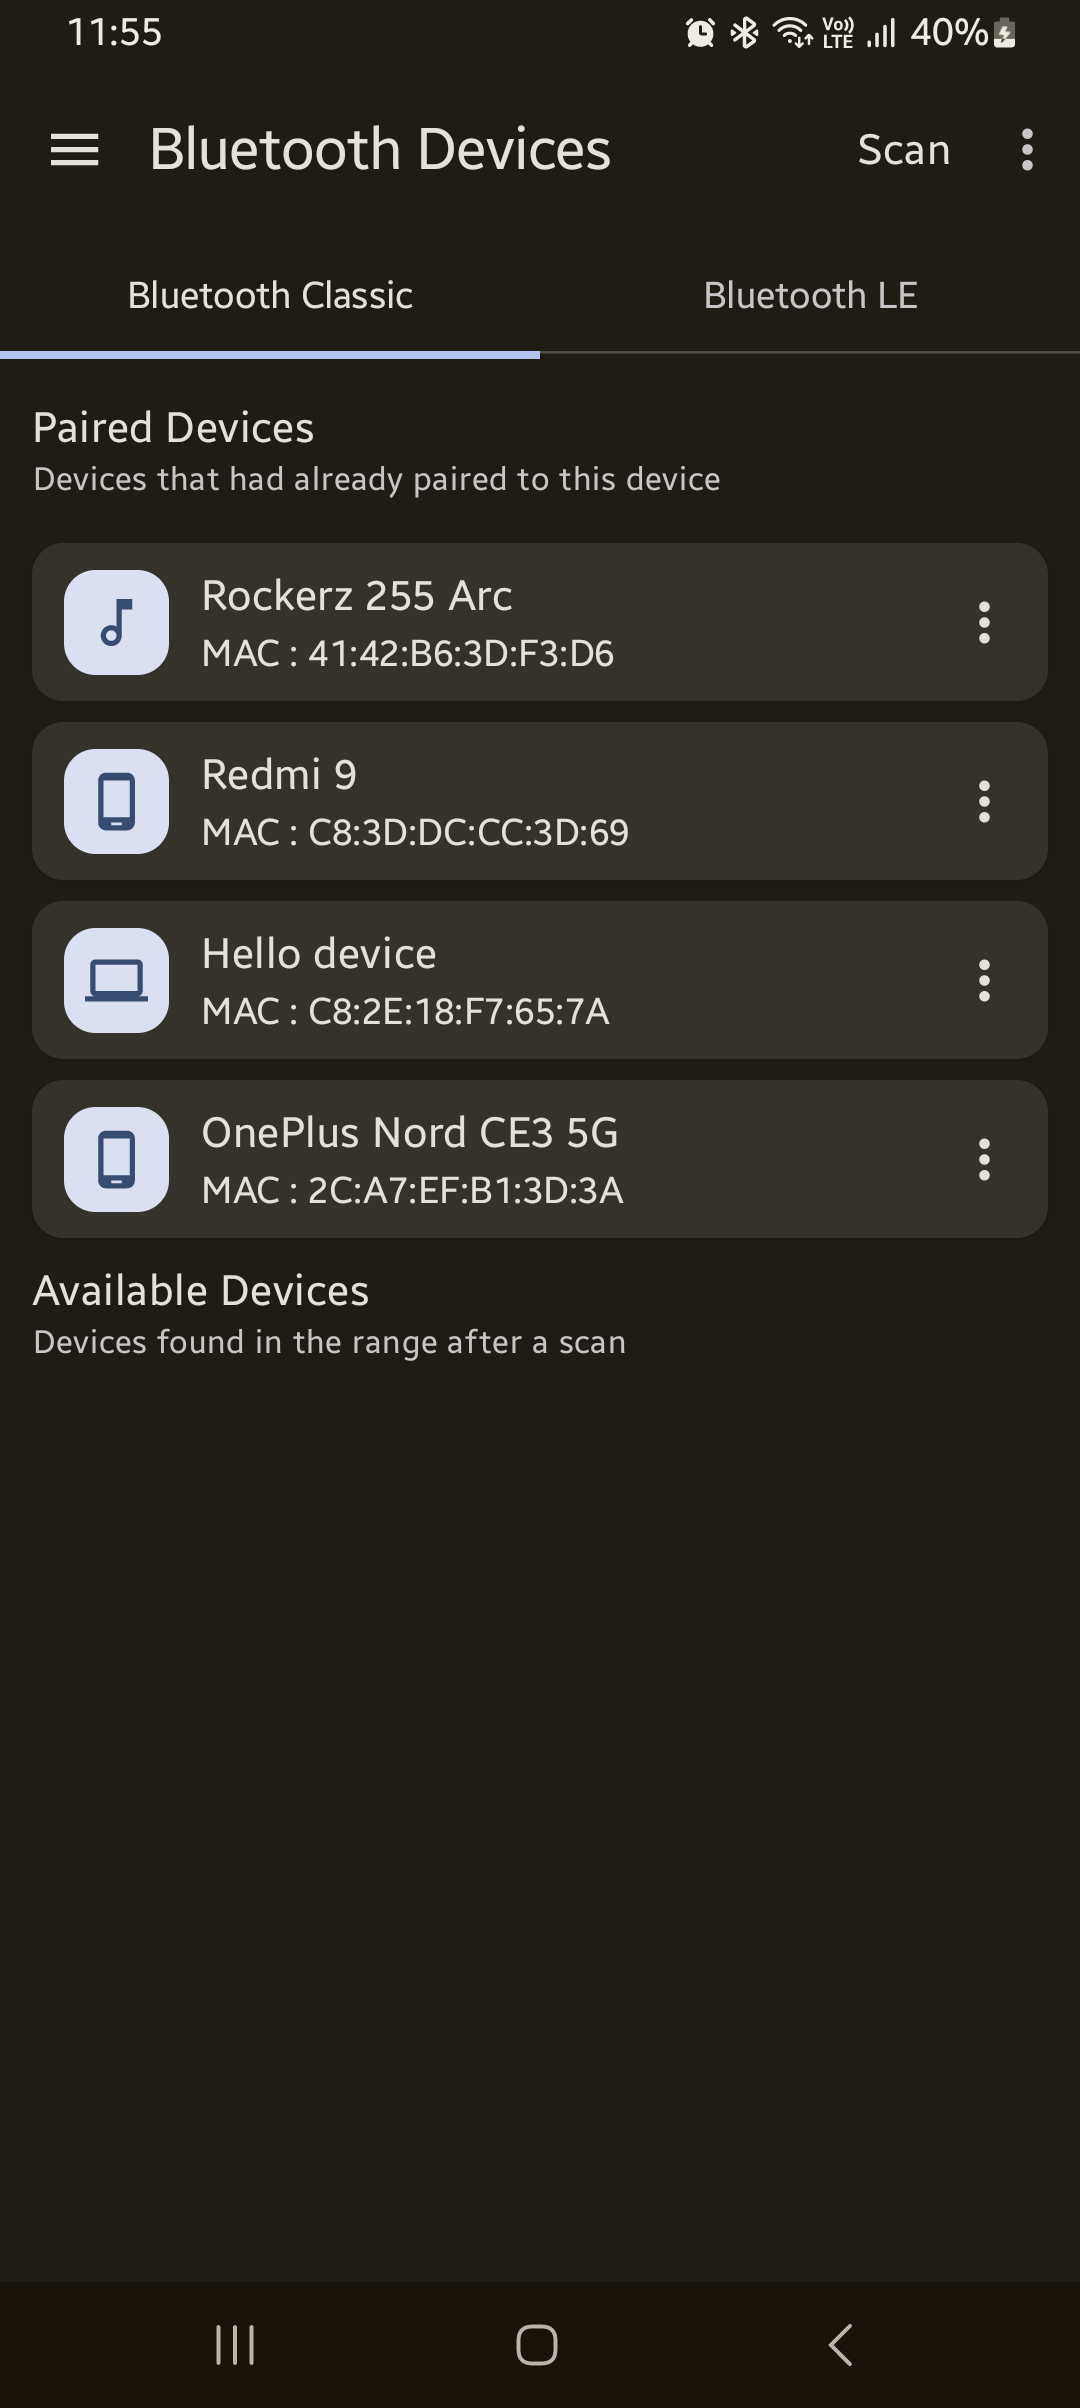 11:55
Vo)) LTE 40%
Bluetooth Devices Scan
Bluetooth Classic Bluetooth LE
Paired Devices
Devices that had already paired to this device
Rockerz 255 Arc
MAC : 41:42:B6:3D:F3:D6
Redmi 9
MAC : C8:3D:DC:CC:3D:69
Hello device
MAC : C8:2E:18:F7:65:7A
OnePlus Nord CE3 5G
MAC : 2C:A7:EF:B1:3D:3A
Available Devices
Devices found in the range after a scan